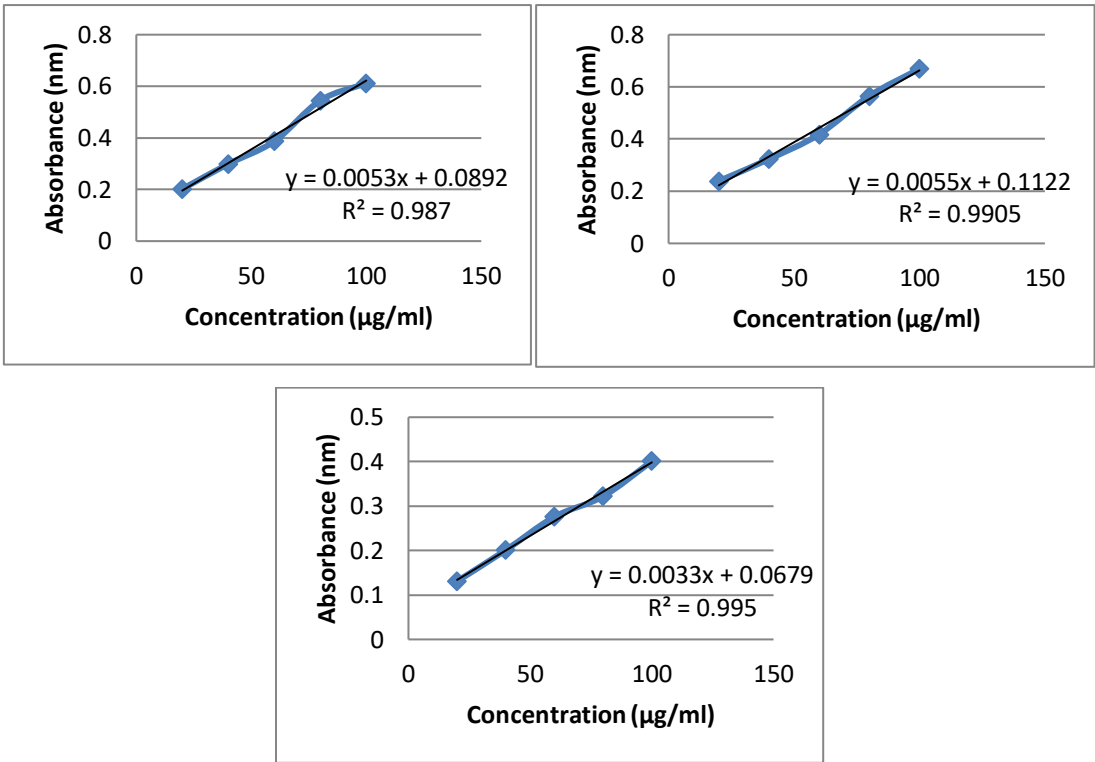 0.8
0.6
0.4
0.2
0
Absorbance (nm)
y = 0.0053x + 0.0892
R² = 0.987
0 50 100 150
Concentration (µg/ml)
0.8
0.6
0.4
0.2
0
Absorbance (nm)
y = 0.0055x + 0.1122
R² = 0.9905
0 50 100 150
Concentration (µg/ml)
0.5
0.4
0.3
0.2
0.1
0
Absorbance (nm)
y = 0.0033x + 0.0679
R² = 0.995
0 50 100 150
Concentration (µg/ml)